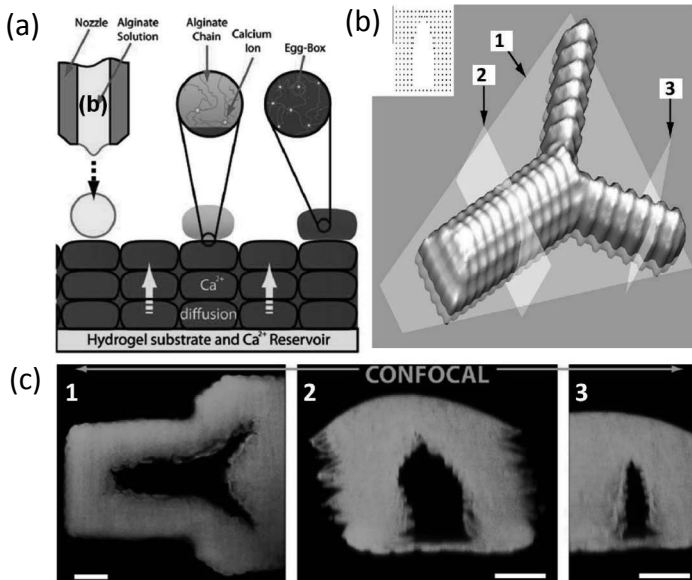 (a)
Nozzle
Alginate
Solution
Alginate
Chain
Calcium
Ion
Egg-Box
(b)
Ca2+
diffusion
Hydrogel substrate and Ca2+ Reservoir
(b)
1
2
3
(c)
CONFOCAL
1
2
3